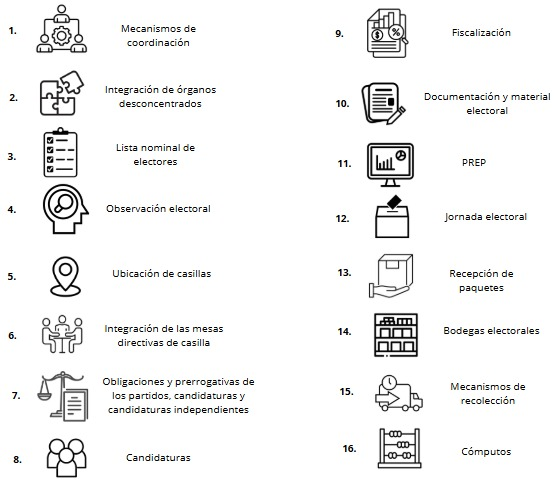 1. Mecanismos de
coordinación
2. Integración de órganos
desconcentrados
3. Lista nominal de
electores
4. Observación electoral
5. Ubicación de casillas
6. Integración de las mesas
directivas de casilla
7. Obligaciones y prerrogativas de
los partidos, candidaturas y
candidaturas independientes
8. Candidaturas
9. Fiscalización
10. Documentación y material
electoral
11. PREP
12. Jornada electoral
13. Recepción de
paquetes
14. Bodegas electorales
15. Mecanismos de
recolección
16. Cómputos